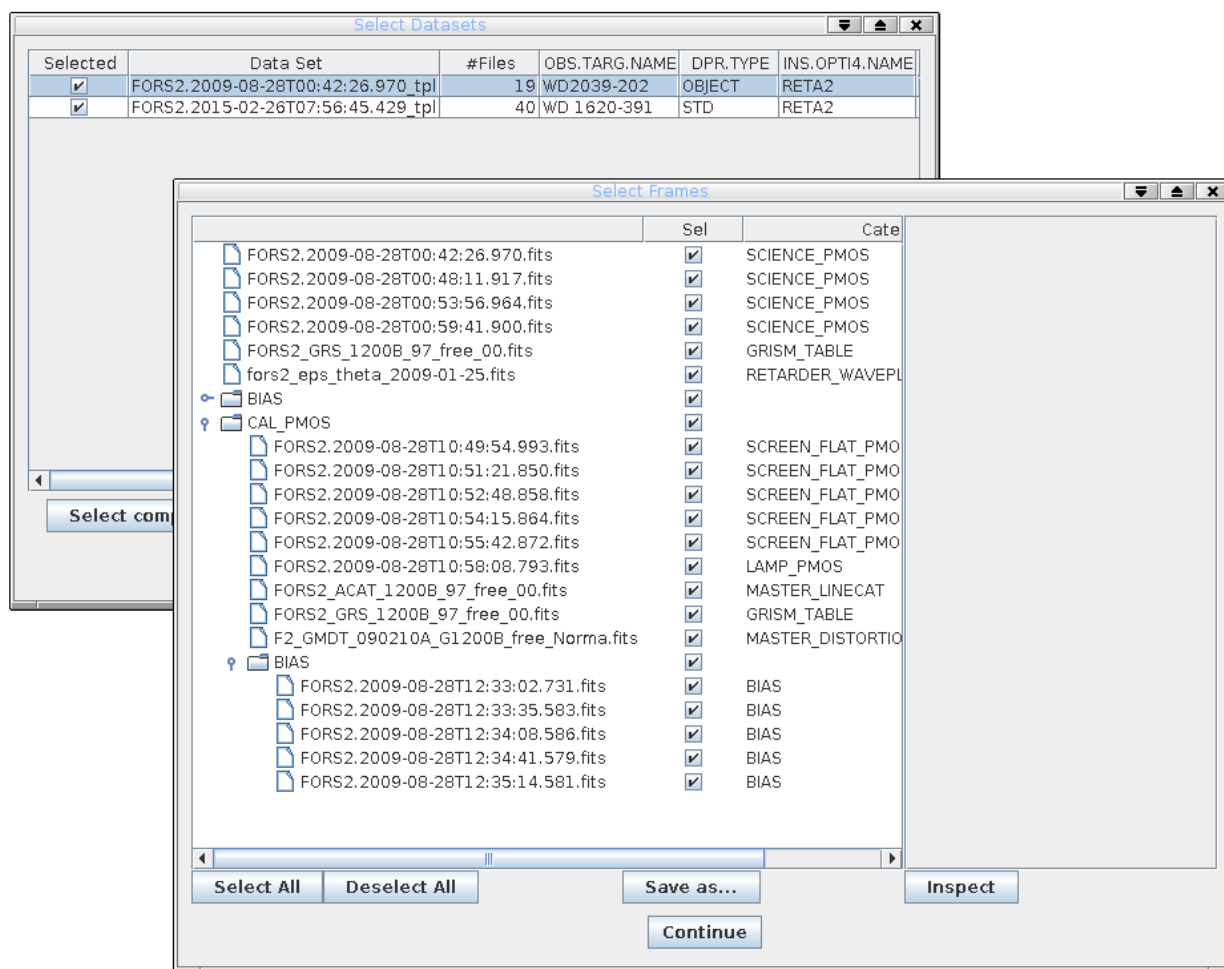 Select Datasets
Selected Data Set #Files OBS.TARG.NAME DPR.TYPE INS.OPTI4.NAME
FORS2.2009-08-28T00:42:26.970_tpl 19 WD2039-202 OBJECT RETA2
FORS2.2015-02-26T07:56:45.429_tpl 40 WD 1620-391 STD RETA2
Select com
Select Frames
Sel Cate
FORS2.2009-08-28T00:42:26.970.fits SCIENCE_PMOS
FORS2.2009-08-28T00:48:11.917.fits SCIENCE_PMOS
FORS2.2009-08-28T00:53:56.964.fits SCIENCE_PMOS
FORS2.2009-08-28T00:59:41.900.fits SCIENCE_PMOS
FORS2_GRS_1200B_97_free_00.fits GRISM_TABLE
fors2_eps_theta_2009-01-25.fits RETARDER_WAVEPL
BIAS
CAL_PMOS
FORS2.2009-08-28T10:49:54.993.fits SCREEN_FLAT_PMO
FORS2.2009-08-28T10:51:21.850.fits SCREEN_FLAT_PMO
FORS2.2009-08-28T10:52:48.858.fits SCREEN_FLAT_PMO
FORS2.2009-08-28T10:54:15.864.fits SCREEN_FLAT_PMO
FORS2.2009-08-28T10:55:42.872.fits SCREEN_FLAT_PMO
FORS2.2009-08-28T10:58:08.793.fits LAMP_PMOS
FORS2_ACAT_1200B_97_free_00.fits MASTER_LINECAT
FORS2_GRS_1200B_97_free_00.fits GRISM_TABLE
F2_GMDT_090210A_G1200B_free_Norma.fits MASTER_DISTORTIO
BIAS
FORS2.2009-08-28T12:33:02.731.fits BIAS
FORS2.2009-08-28T12:33:35.583.fits BIAS
FORS2.2009-08-28T12:34:08.586.fits BIAS
FORS2.2009-08-28T12:34:41.579.fits BIAS
FORS2.2009-08-28T12:35:14.581.fits BIAS
Select All Deselect All Save as... Inspect
Continue